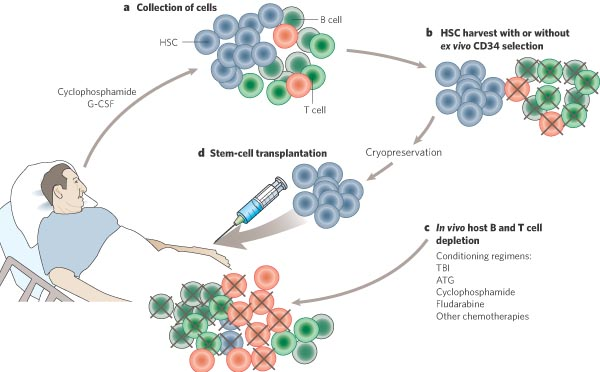 a Collection of cells
B cell
HSC
T cell
Cyclophosphamide
G-CSF
b HSC harvest with or without
ex vivo CD34 selection
Cryopreservation
d Stem-cell transplantation
c In vivo host B and T cell
depletion
Conditioning regimens:
TBI
ATG
Cyclophosphamide
Fludarabine
Other chemotherapies